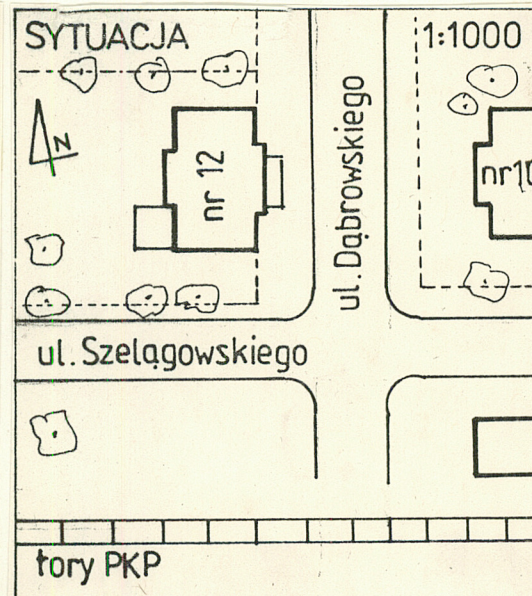 SYTUACJA
1:1000
N
nr 12
ul. Dąbrowskiego
ul. Szelągowskiego
tory PKP